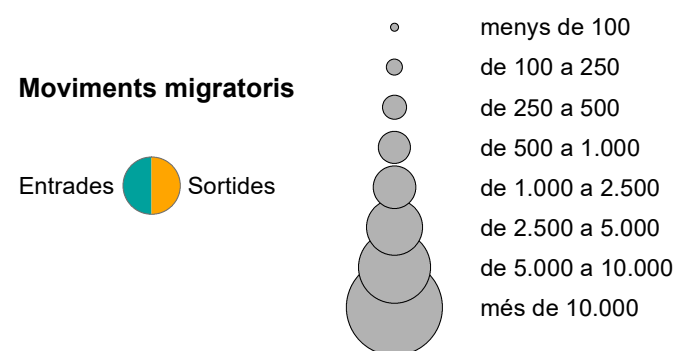 Moviments migratoris
Entrades
Sortides
menys de 100
de 100 a 250
de 250 a 500
de 500 a 1.000
de 1.000 a 2.500
de 2.500 a 5.000
de 5.000 a 10.000
més de 10.000